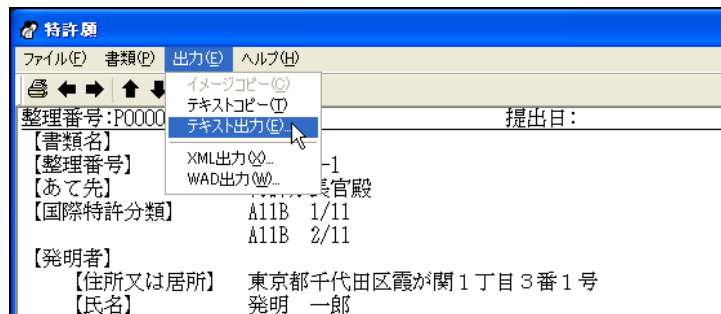 特許願
ファイル(F) 書類(P) 出力(E) ヘルプ(H)
イメージコピー(C)
テキストコピー(T)
テキスト出力(E)...
XML出力(X)...
WAD出力(W)...
整理番号:P0000 提出日:
【書類名】
【整理番号】 -1
【あて先】 長官殿
【国際特許分類】 A11B 1/11
A11B 2/11
【発明者】
【住所又は居所】 東京都千代田区霞が関1丁目3番1号
【氏名】 発明 一郎